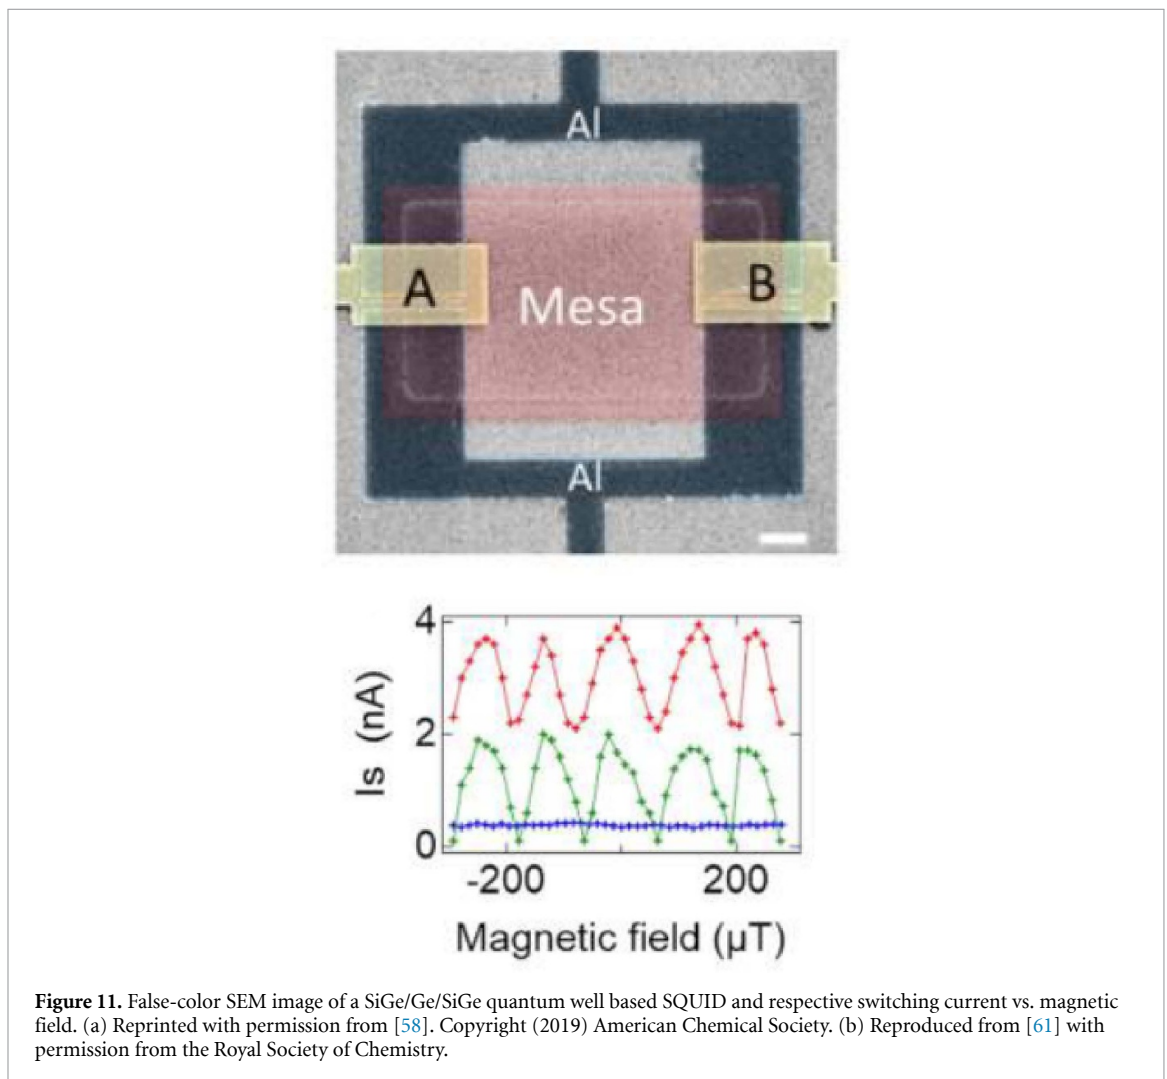 Al
A
B
Mesa
Al
4
2
0
Is (nA)
-200
200
Magnetic field (μT)
Figure 11. False-color SEM image of a SiGe/Ge/SiGe quantum well based SQUID and respective switching current vs. magnetic
field. (a) Reprinted with permission from [58]. Copyright (2019) American Chemical Society. (b) Reproduced from [61] with
permission from the Royal Society of Chemistry.